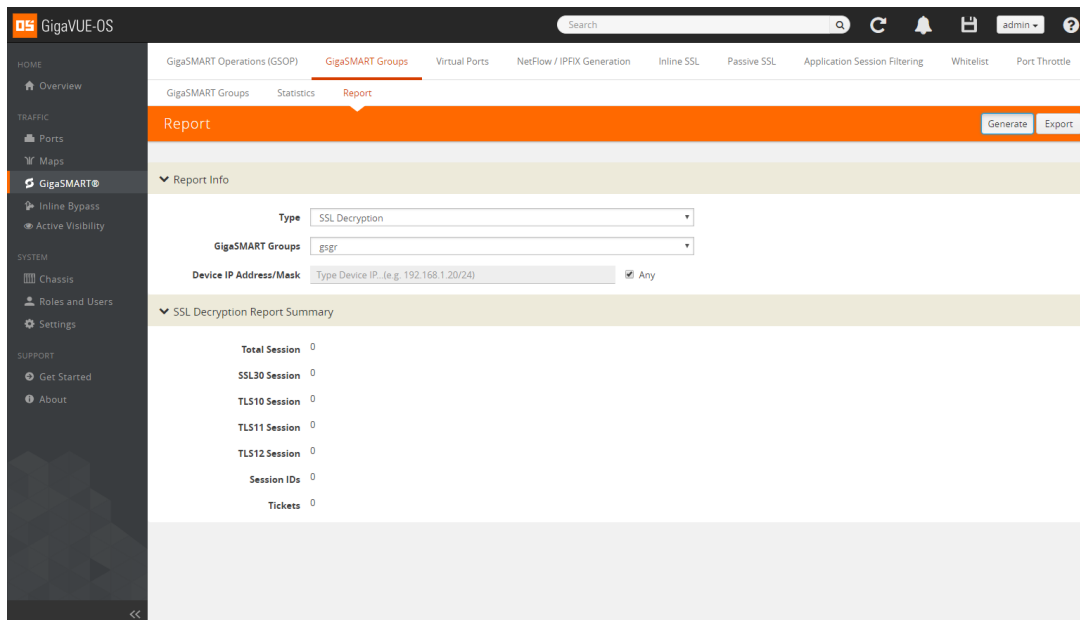 OS GigaVUE-OS
Search
admin
HOME
Overview
TRAFFIC
Ports
Maps
GigaSMART®
Inline Bypass
Active Visibility
SYSTEM
Chassis
Roles and Users
Settings
SUPPORT
Get Started
About
GigaSMART Operations (GSOP) GigaSMART Groups Virtual Ports NetFlow / IPFIX Generation Inline SSL Passive SSL Application Session Filtering Whitelist Port Throttle
GigaSMART Groups Statistics Report
Report Generate Export
Report Info
Type SSL Decryption
GigaSMART Groups gsgr
Device IP Address/Mask Type Device IP...(e.g. 192.168.1.20/24) Any
SSL Decryption Report Summary
Total Session 0
SSL30 Session 0
TLS10 Session 0
TLS11 Session 0
TLS12 Session 0
Session IDs 0
Tickets 0